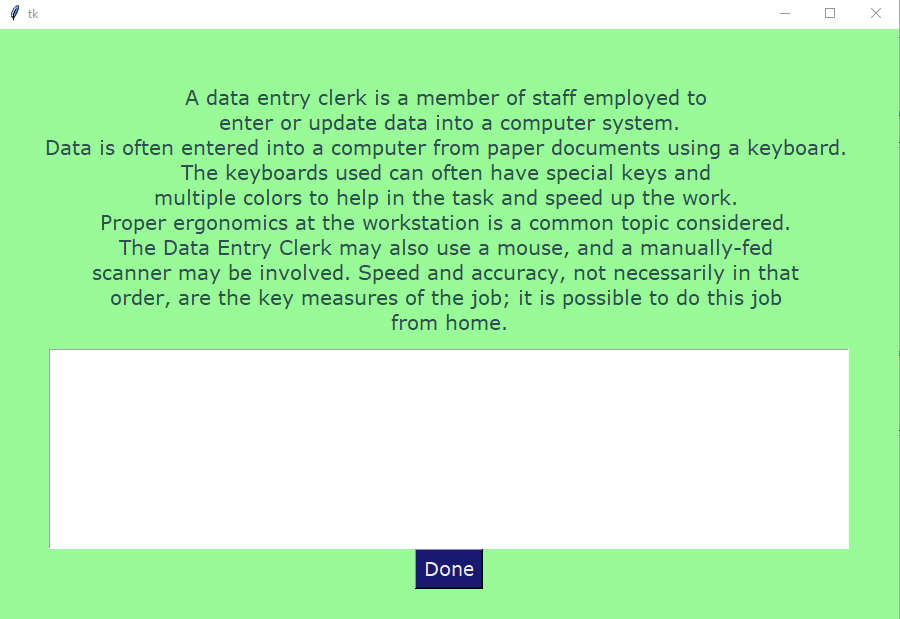 tk
A data entry clerk is a member of staff employed to
enter or update data into a computer system.
Data is often entered into a computer from paper documents using a keyboard.
The keyboards used can often have special keys and
multiple colors to help in the task and speed up the work.
Proper ergonomics at the workstation is a common topic considered.
The Data Entry Clerk may also use a mouse, and a manually-fed
scanner may be involved. Speed and accuracy, not necessarily in that
order, are the key measures of the job; it is possible to do this job
from home.
Done